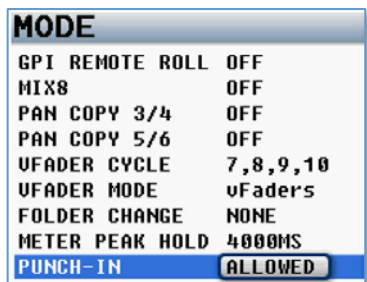 MODE
GPI REMOTE ROLL OFF
MIX8 OFF
PAN COPY 3/4 OFF
PAN COPY 5/6 OFF
VFADER CYCLE 7,8,9,10
VFADER MODE vFaders
FOLDER CHANGE NONE
METER PEAK HOLD 4000MS
PUNCH-IN ALLOWED